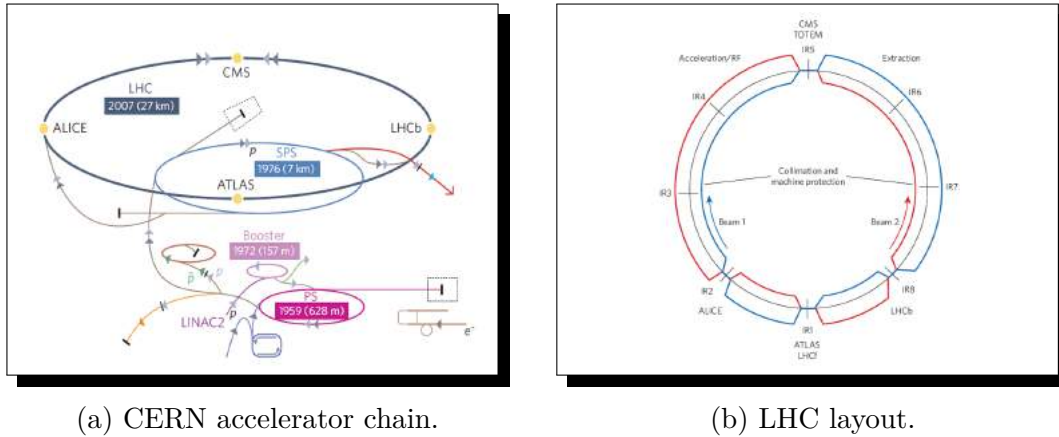 CMS
LHC
2007 (27 km)
ALICE
LHCb
p
SPS
1976 (7 km)
ATLAS
Booster
1972 (157 m)
p̄
p
PS
1959 (628 m)
LINAC2
p
e⁻
(a) CERN accelerator chain.
CMS
TOTEM
IR5
Acceleration/RF
Extraction
IR4
IR6
Collimation and
machine protection
IR3
IR7
Beam 1
Beam 2
IR2
IR8
ALICE
LHCb
IR1
ATLAS
LHCf
(b) LHC layout.